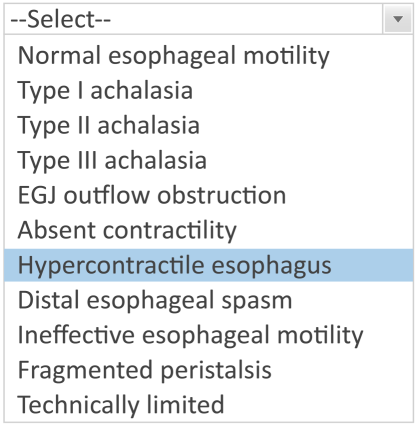 --Select--
Normal esophageal motility
Type I achalasia
Type II achalasia
Type III achalasia
EGJ outflow obstruction
Absent contractility
Hypercontractile esophagus
Distal esophageal spasm
Ineffective esophageal motility
Fragmented peristalsis
Technically limited